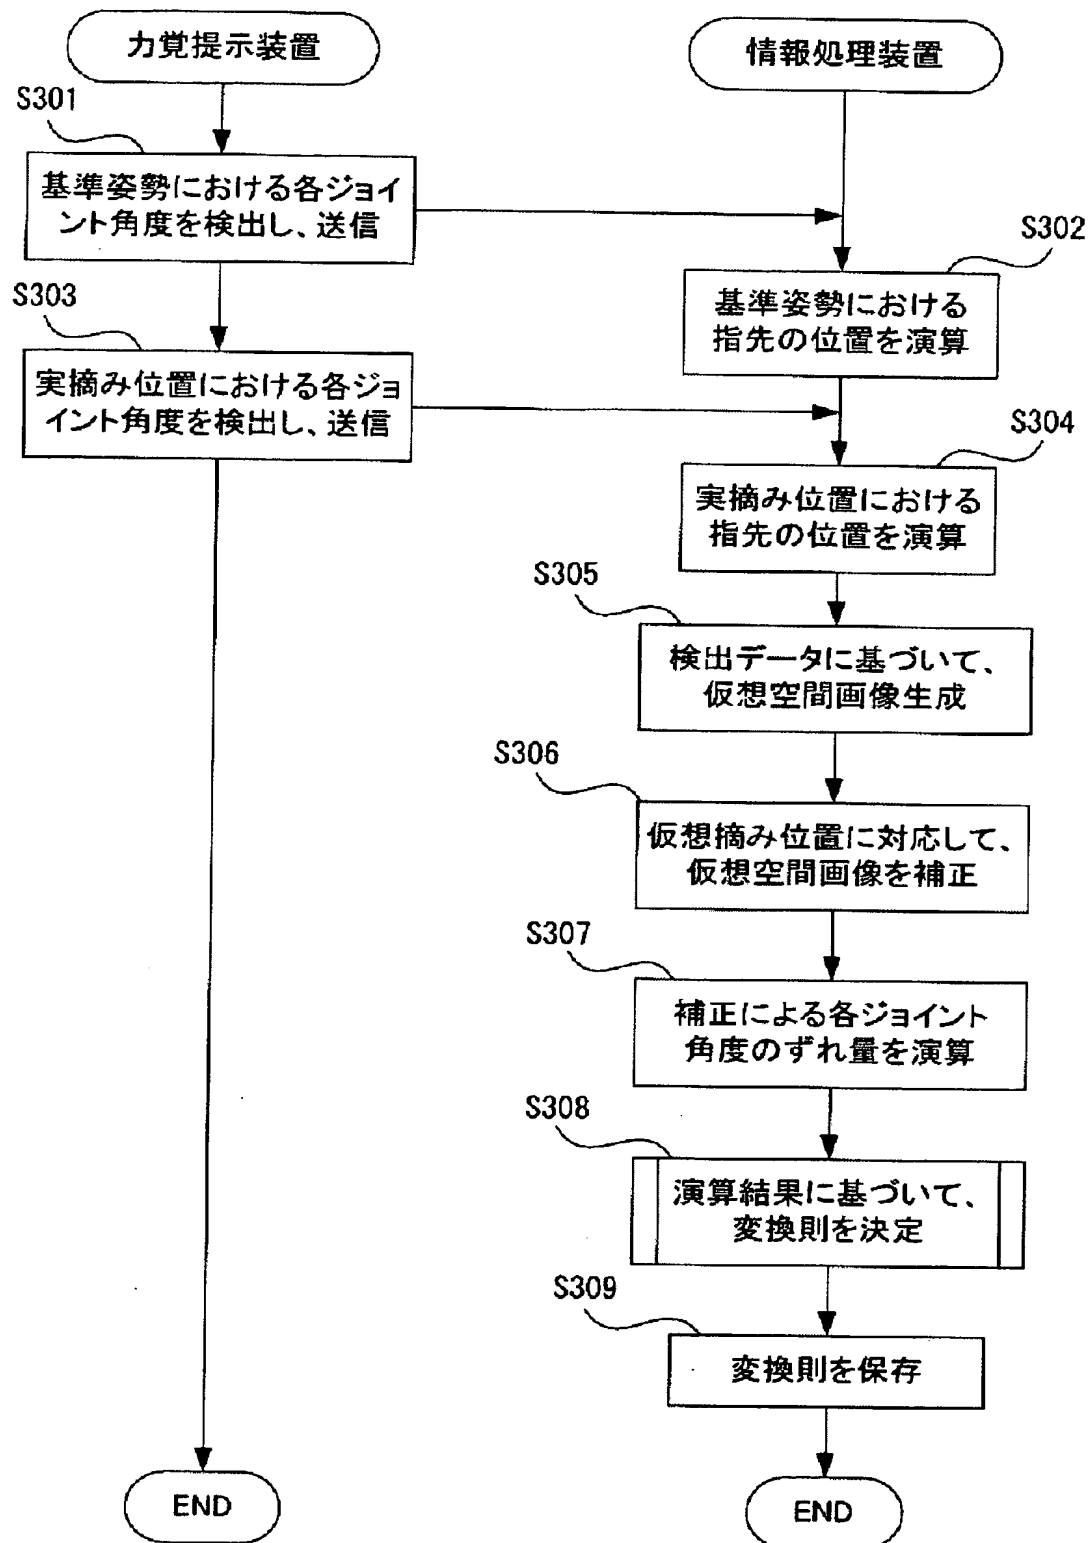 力覚提示装置
情報処理装置
S301
基準姿勢における各ジョイ
ント角度を検出し、送信
S302
基準姿勢における
指先の位置を演算
S303
実摘み位置における各ジョ
イント角度を検出し、送信
S304
実摘み位置における
指先の位置を演算
S305
検出データに基づいて、
仮想空間画像生成
S306
仮想摘み位置に対応して、
仮想空間画像を補正
S307
補正による各ジョイント
角度のずれ量を演算
S308
演算結果に基づいて、
変換則を決定
S309
変換則を保存
END
END